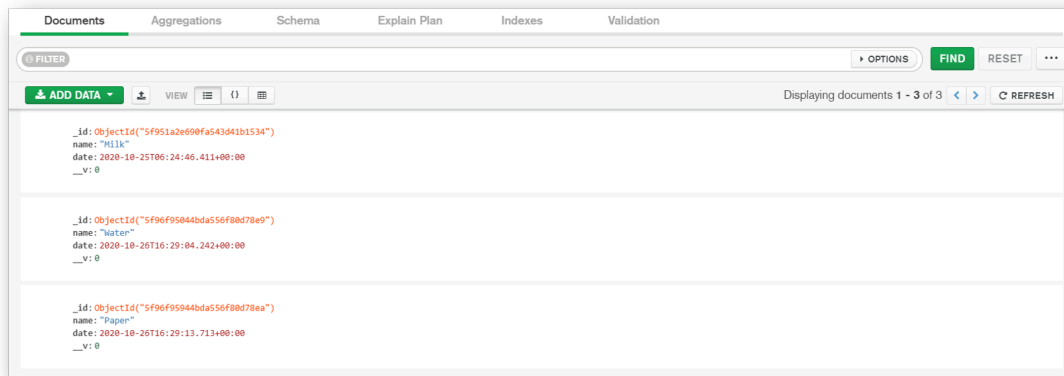 Documents Aggregations Schema Explain Plan Indexes Validation
FILTER OPTIONS FIND RESET ...
ADD DATA VIEW {} Displaying documents 1 - 3 of 3 < > REFRESH
_id: ObjectId("5f951a2e690fa543d41b1534")
name: "Milk"
date: 2020-10-25T06:24:46.411+00:00
__v: 0
_id: ObjectId("5f96f95044bda556f80d78e9")
name: "Water"
date: 2020-10-26T16:29:04.242+00:00
__v: 0
_id: ObjectId("5f96f95944bda556f80d78ea")
name: "Paper"
date: 2020-10-26T16:29:13.713+00:00
__v: 0